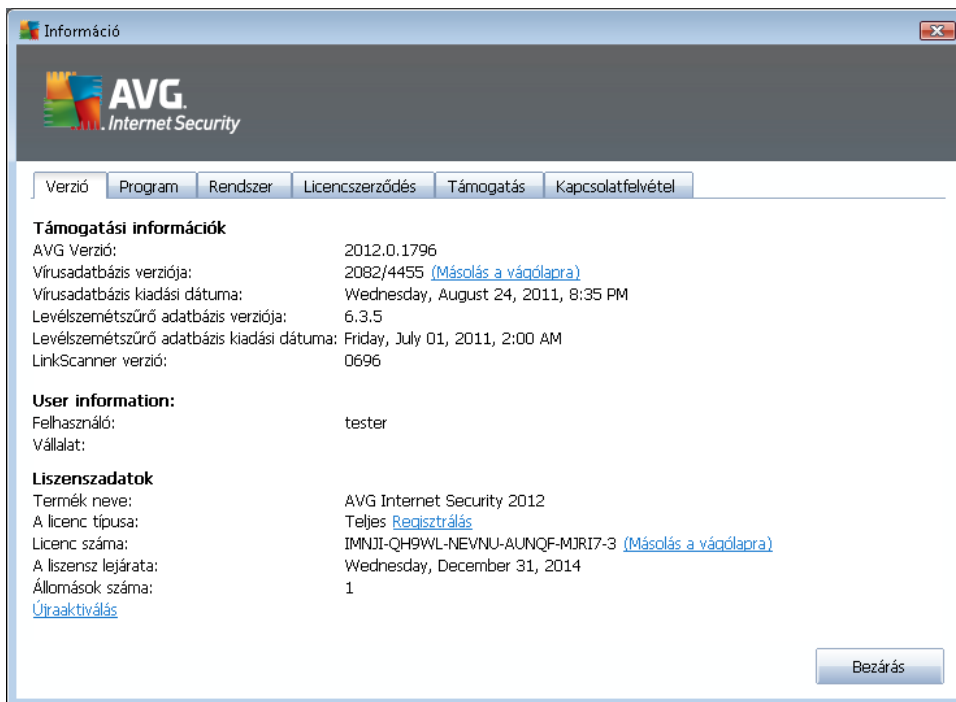 Információ
AVG.
Internet Security
Verzió Program Rendszer Licencszerződés Támogatás Kapcsolatfelvétel
Támogatási információk
AVG Verzió: 2012.0.1796
Vírusadatbázis verziója: 2082/4455 (Másolás a vágólapra)
Vírusadatbázis kiadási dátuma: Wednesday, August 24, 2011, 8:35 PM
Levélszemétszűrő adatbázis verziója: 6.3.5
Levélszemétszűrő adatbázis kiadási dátuma: Friday, July 01, 2011, 2:00 AM
LinkScanner verzió: 0696
User information:
Felhasználó: tester
Vállalat:
Liszenszadatok
Termék neve: AVG Internet Security 2012
A licenc típusa: Teljes Regisztrálás
Licenc száma: IMNJI-QH9WL-NEVNU-AUNQF-MJRI7-3 (Másolás a vágólapra)
A liszensz lejárata: Wednesday, December 31, 2014
Állomások száma: 1
Újraaktiválás
Bezárás